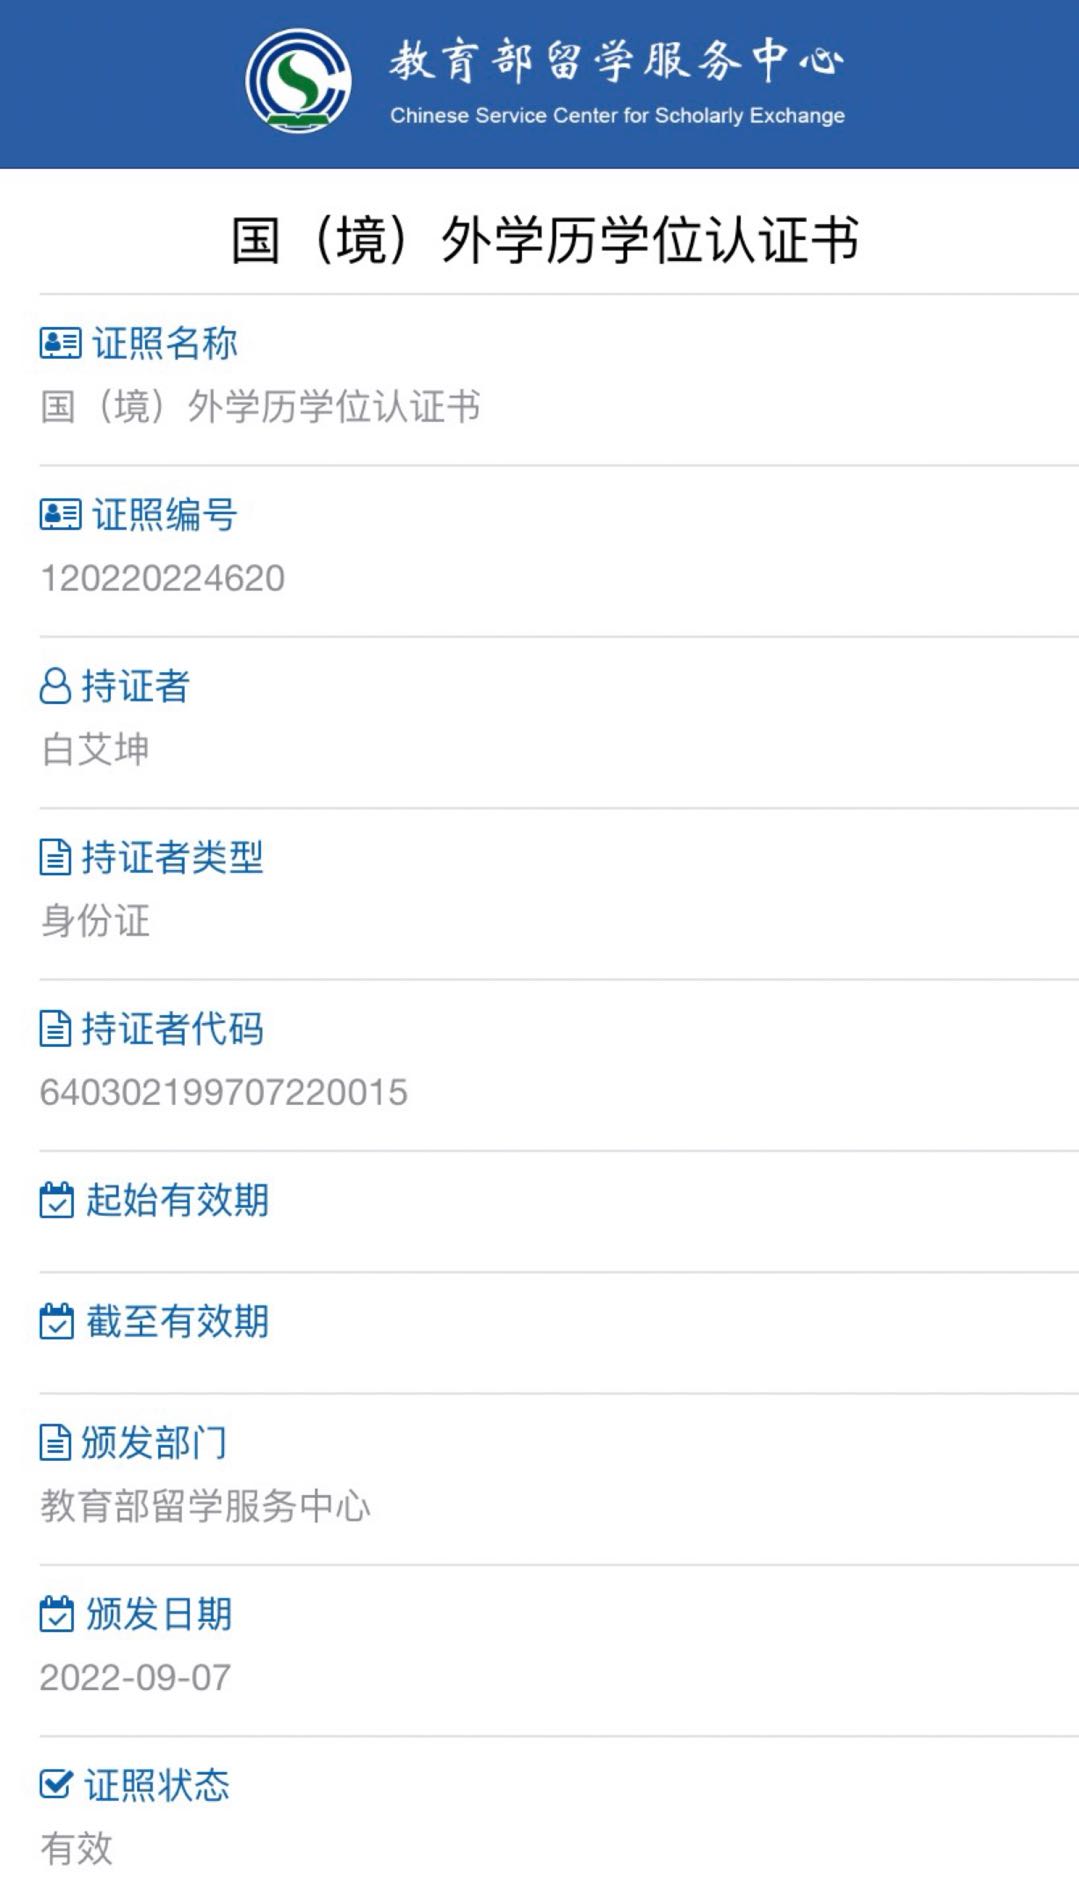 教育部留学服务中心
Chinese Service Center for Scholarly Exchange
国（境）外学历学位认证书
证照名称
国（境）外学历学位认证书
证照编号
120220224620
持证者
白艾坤
持证者类型
身份证
持证者代码
640302199707220015
起始有效期
截至有效期
颁发部门
教育部留学服务中心
颁发日期
2022-09-07
证照状态
有效